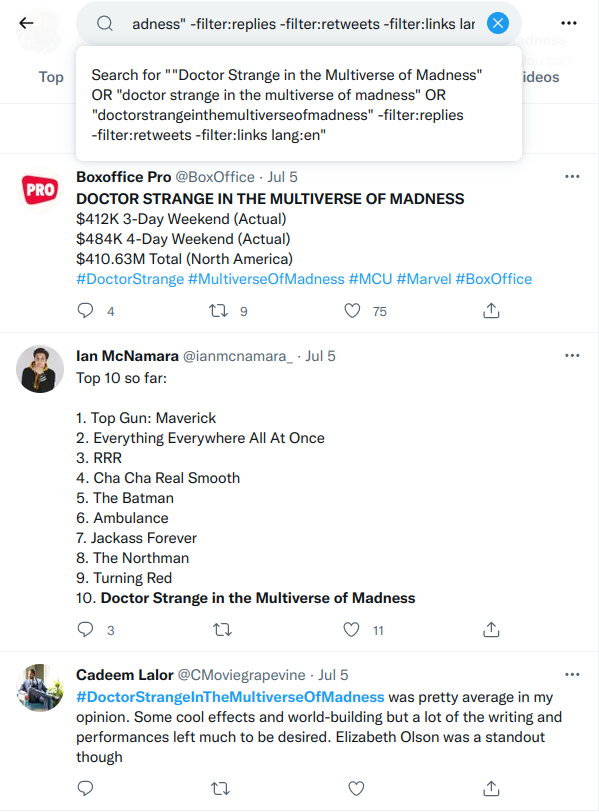 adness" -filter:replies -filter:retweets -filter:links lan
Search for ""Doctor Strange in the Multiverse of Madness"
OR "doctor strange in the multiverse of madness" OR
"doctorstrangeinthemultiverseofmadness" -filter:replies
-filter:retweets -filter:links lang:en"
Top
ideos
PRO
Boxoffice Pro @BoxOffice · Jul 5
DOCTOR STRANGE IN THE MULTIVERSE OF MADNESS
$412K 3-Day Weekend (Actual)
$484K 4-Day Weekend (Actual)
$410.63M Total (North America)
#DoctorStrange #MultiverseOfMadness #MCU #Marvel #BoxOffice
4 9 75
Ian McNamara @ianmcnamara_ · Jul 5
Top 10 so far:
1. Top Gun: Maverick
2. Everything Everywhere All At Once
3. RRR
4. Cha Cha Real Smooth
5. The Batman
6. Ambulance
7. Jackass Forever
8. The Northman
9. Turning Red
10. Doctor Strange in the Multiverse of Madness
3 11
Cadeem Lalor @CMoviegrapevine · Jul 5
#DoctorStrangeInTheMultiverseOfMadness was pretty average in my
opinion. Some cool effects and world-building but a lot of the writing and
performances left much to be desired. Elizabeth Olson was a standout
though